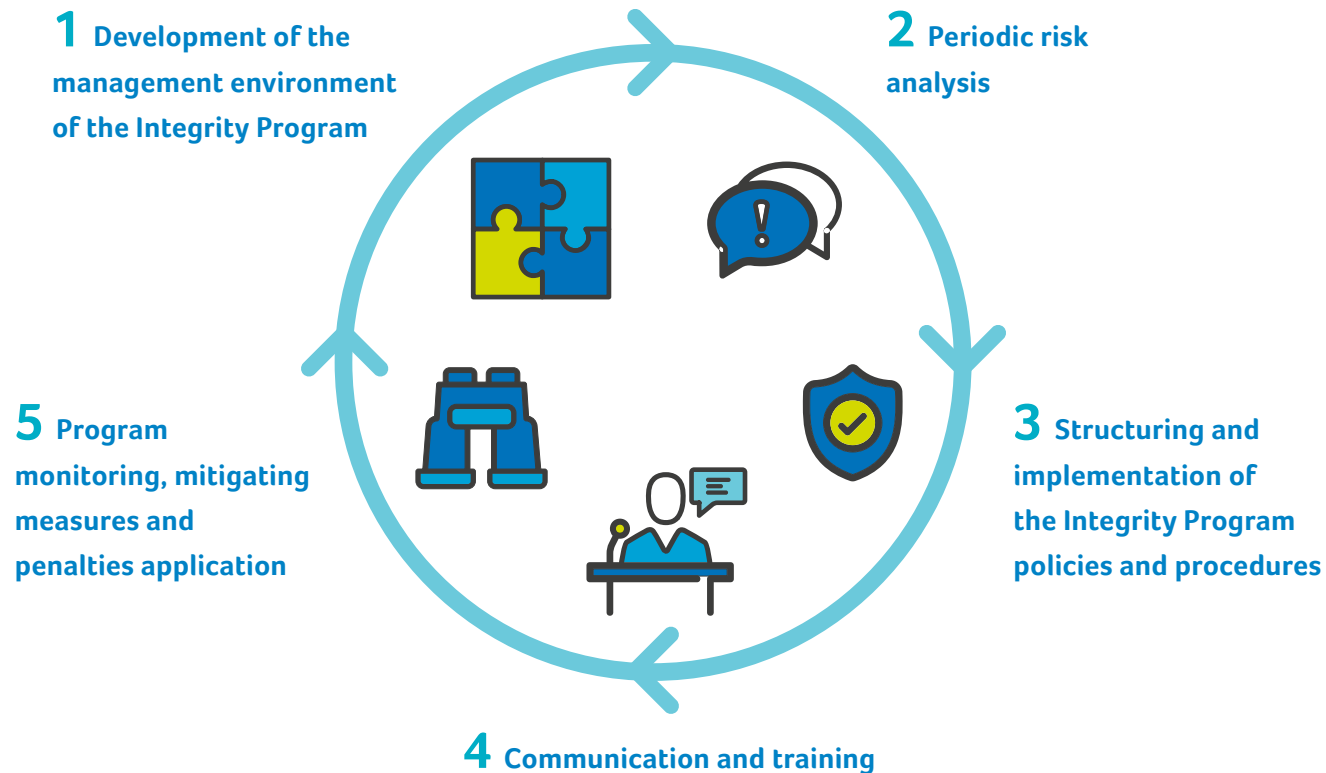 1 Development of the
management environment
of the Integrity Program
2 Periodic risk
analysis
3 Structuring and
implementation of
the Integrity Program
policies and procedures
4 Communication and training
5 Program
monitoring, mitigating
measures and
penalties application